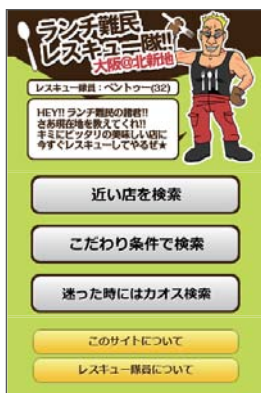 ランチ難民
レスキュー隊!!
大阪@北新地
レスキュー隊員:ベントゥー(32)
HEY!! ランチ難民の諸君!!
さあ現在地を教えてくれ!!
キミにピッタリの美味しい店に
今すぐレスキューしてやるぜ★
近い店を検索
こだわり条件で検索
迷った時にはカオス検索
このサイトについて
レスキュー隊員について